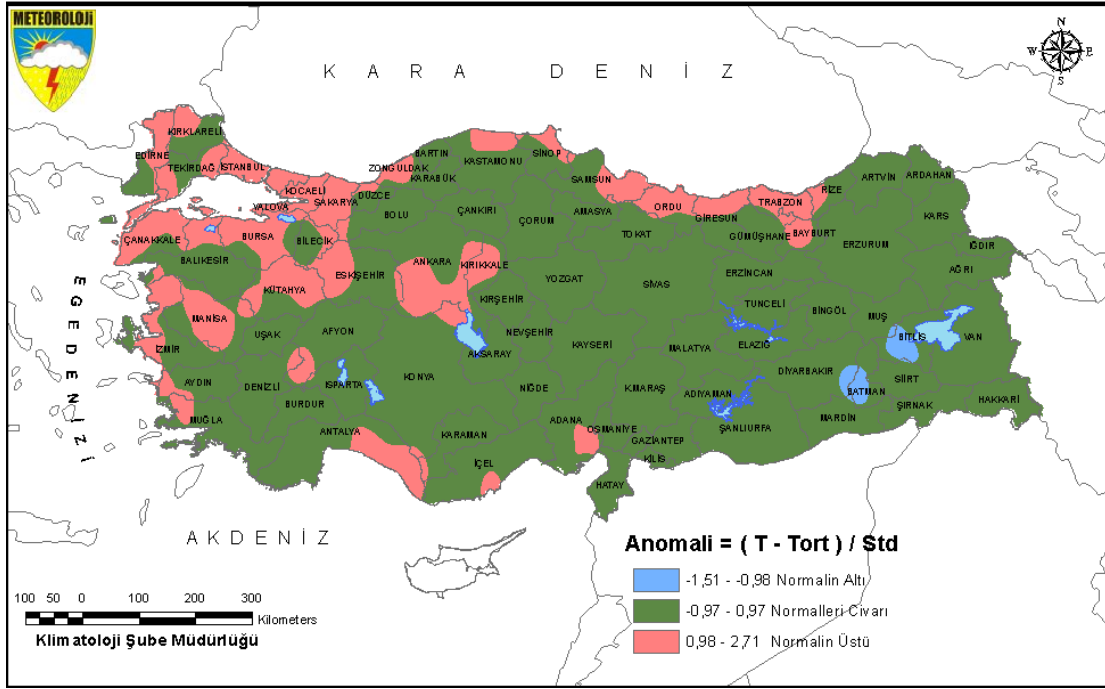 METEOROLOJi
K A R A D E N İ Z
N
W E
S
KIRKLARELİ
EDİRNE
TEKİRDAĞ
İSTANBUL
KOCAELİ
YALOVA
SAKARYA
DÜZCE
ZONGULDAK
BARTIN
KARABÜK
KASTAMONU
SİNOP
SAMSUN
ORDU
GİRESUN
TRABZON
RİZE
ARTVİN
ARDAHAN
KARS
IĞDIR
AĞRI
ERZURUM
BAYBURT
GÜMÜŞHANE
TOKAT
AMASYA
ÇORUM
ÇANKIRI
BOLU
BİLECİK
BURSA
ÇANAKKALE
BALIKESİR
KÜTAHYA
ESKİŞEHİR
ANKARA
KIRIKKALE
KIRŞEHİR
YOZGAT
SİVAS
ERZİNCAN
TUNCELİ
BİNGÖL
MUŞ
BİTLİS
VAN
HAKKARİ
ŞIRNAK
SİİRT
BATMAN
MARDİN
DİYARBAKIR
ELAZIĞ
MALATYA
ADIYAMAN
ŞANLIURFA
K.MARAŞ
GAZİANTEP
KİLİS
HATAY
OSMANİYE
ADANA
KAYSERİ
NİĞDE
NEVŞEHİR
AKSARAY
KONYA
KARAMAN
İÇEL
ANTALYA
ISPARTA
BURDUR
AFYON
UŞAK
DENİZLİ
MANİSA
İZMİR
AYDIN
MUĞLA
E G E D E N İ Z İ
A K D E N İ Z
Anomali = ( T - Tort ) / Std
-1,51 - -0,98 Normalin Altı
-0,97 - 0,97 Normalleri Civarı
0,98 - 2,71 Normalin Üstü
100 50 0 100 200 300
Kilometers
Klimatoloji Şube Müdürlüğü